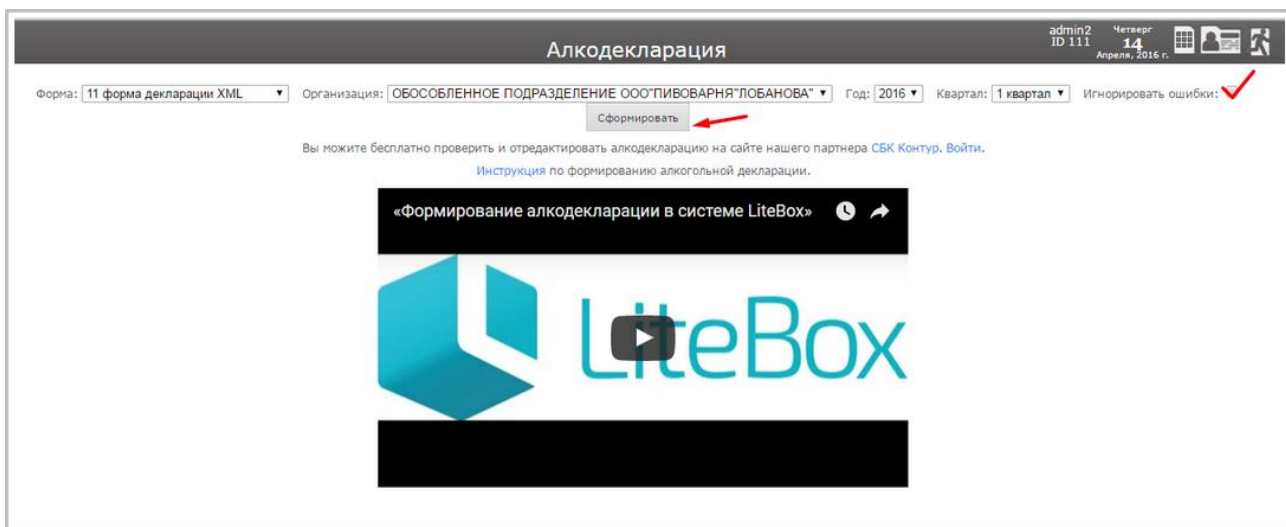 admin2
ID 111
Четверг
14
Апреля, 2016 г.
Алкодекларация
Форма: 11 форма декларации XML Организация: ОБОСОБЛЕННОЕ ПОДРАЗДЕЛЕНИЕ ООО"ПИВОВАРНЯ"ЛОБАНОВА" Год: 2016 Квартал: 1 квартал Игнорировать ошибки:
Сформировать
Вы можите бесплатно проверить и отредактировать алкодекларацию на сайте нашего партнера СБК Контур. Войти.
Инструкция по формированию алкогольной декларации.
«Формирование алкодекларации в системе LiteBox»
LiteBox